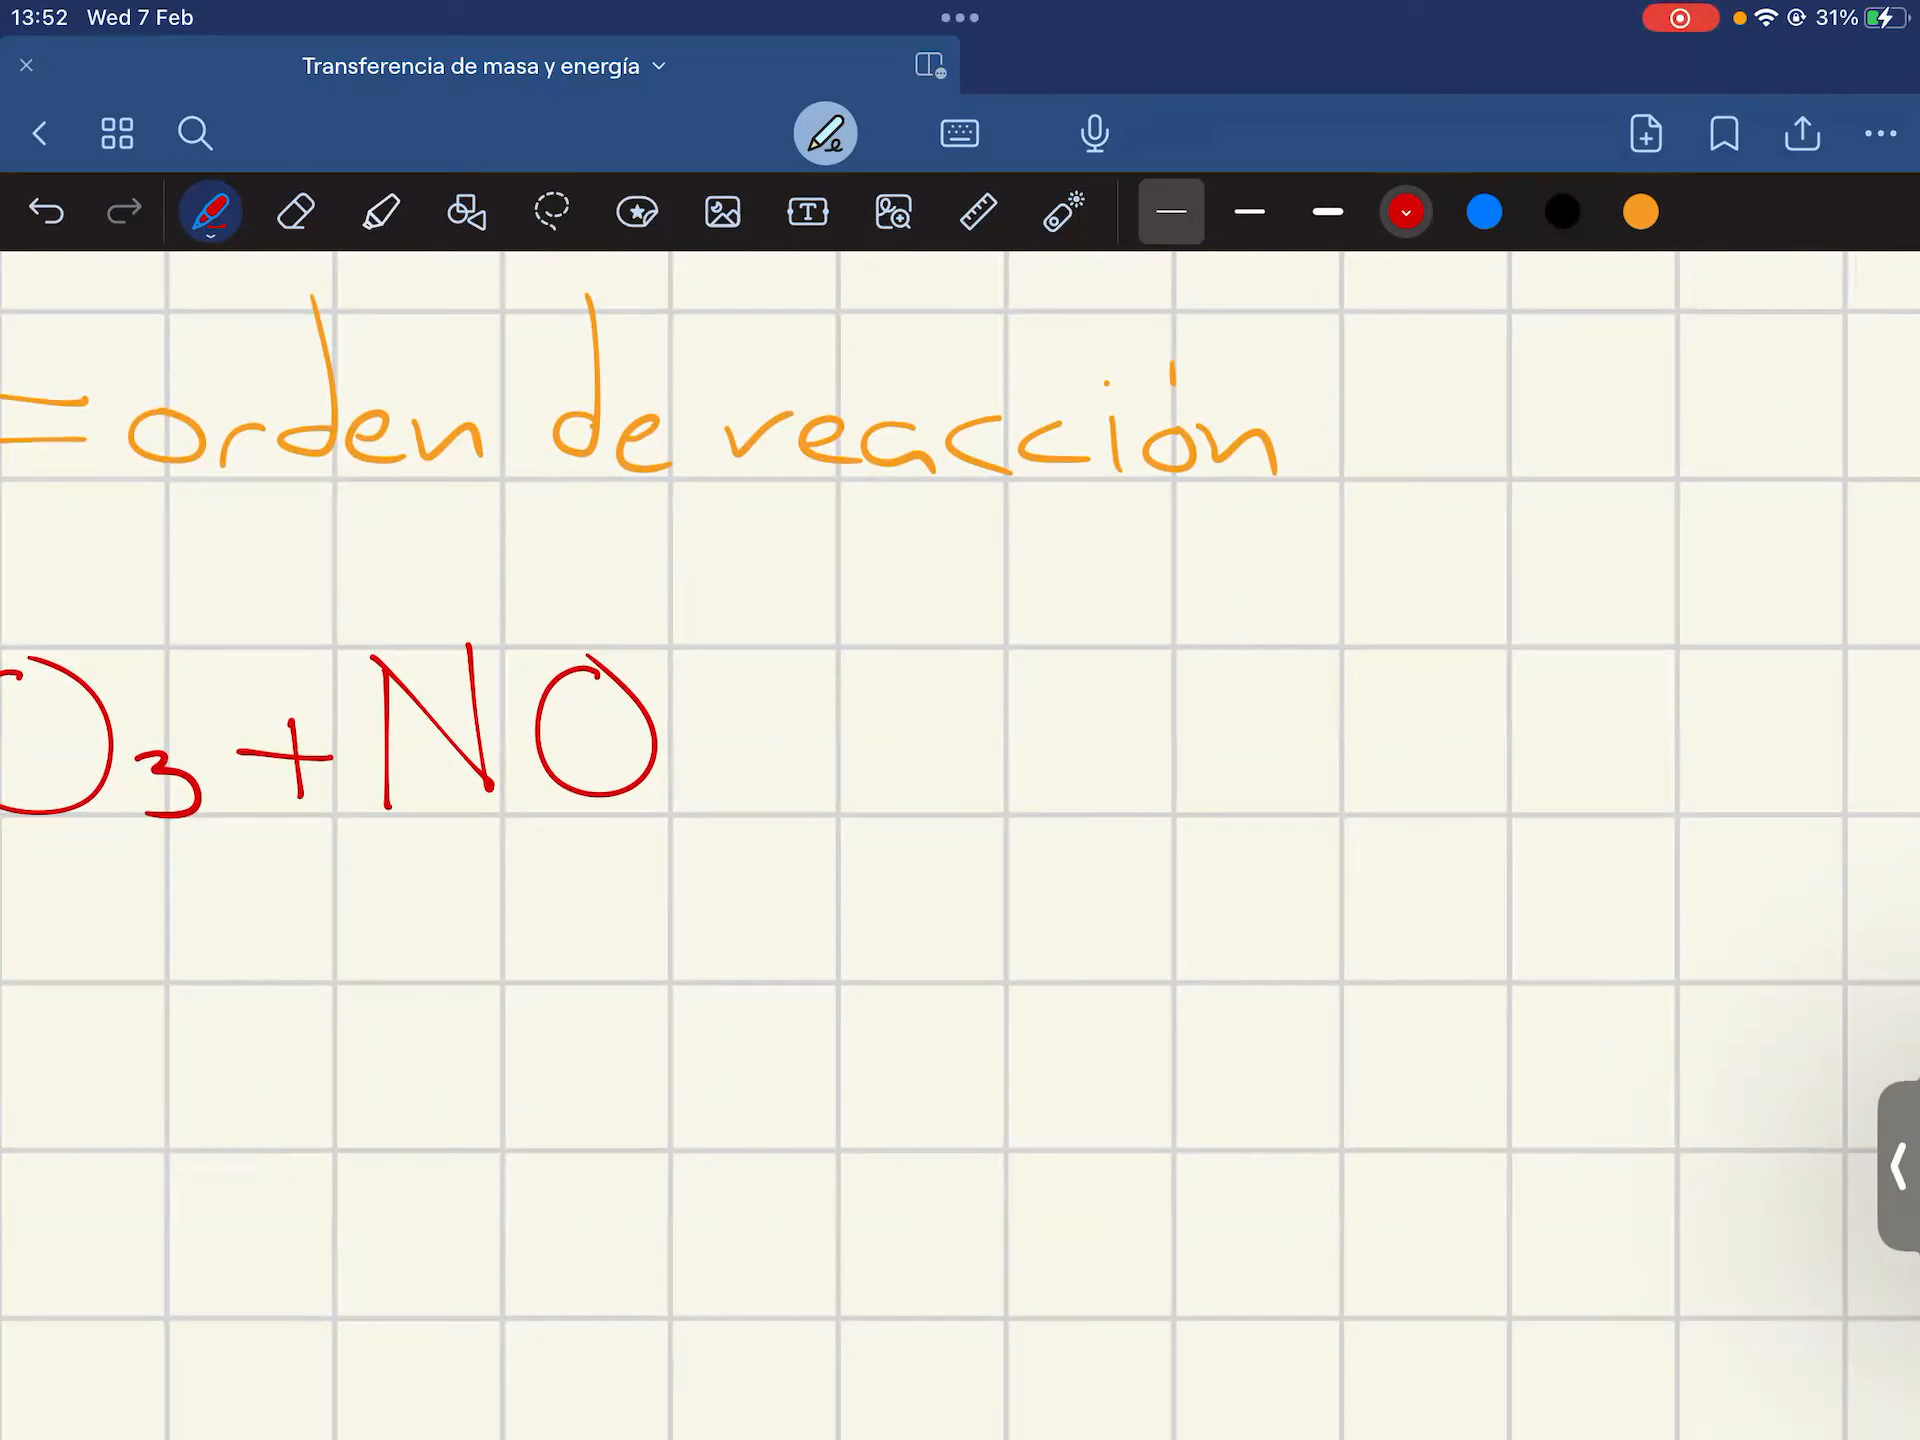 13:52 Wed 7 Feb 31%
Transferencia de masa y energía
= orden de reacción
O₃ + NO